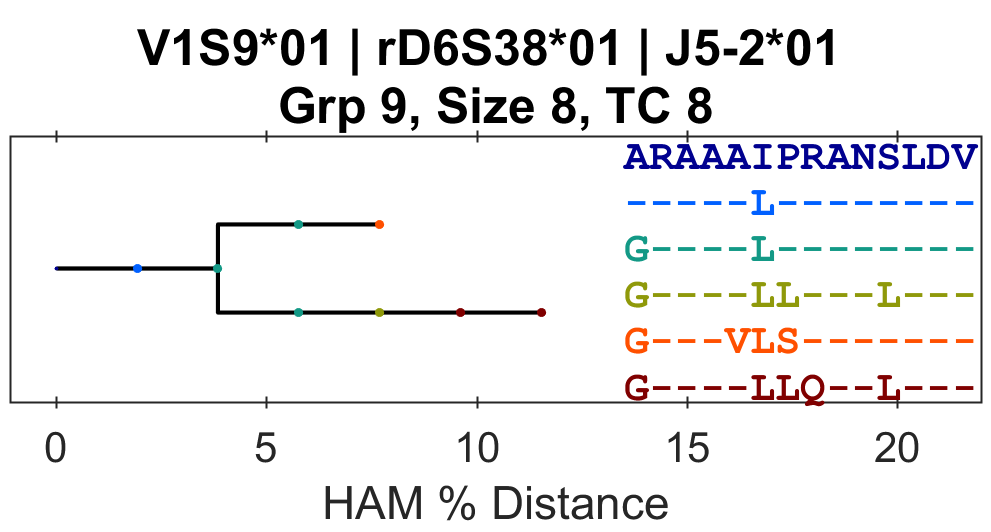 V1S9*01 | rD6S38*01 | J5-2*01
Grp 9, Size 8, TC 8
ARAAAIPRANSLDV
-----L--------
G----L--------
G----LL---L---
G---VLS-------
G----LLQ--L---
0 5 10 15 20
HAM % Distance